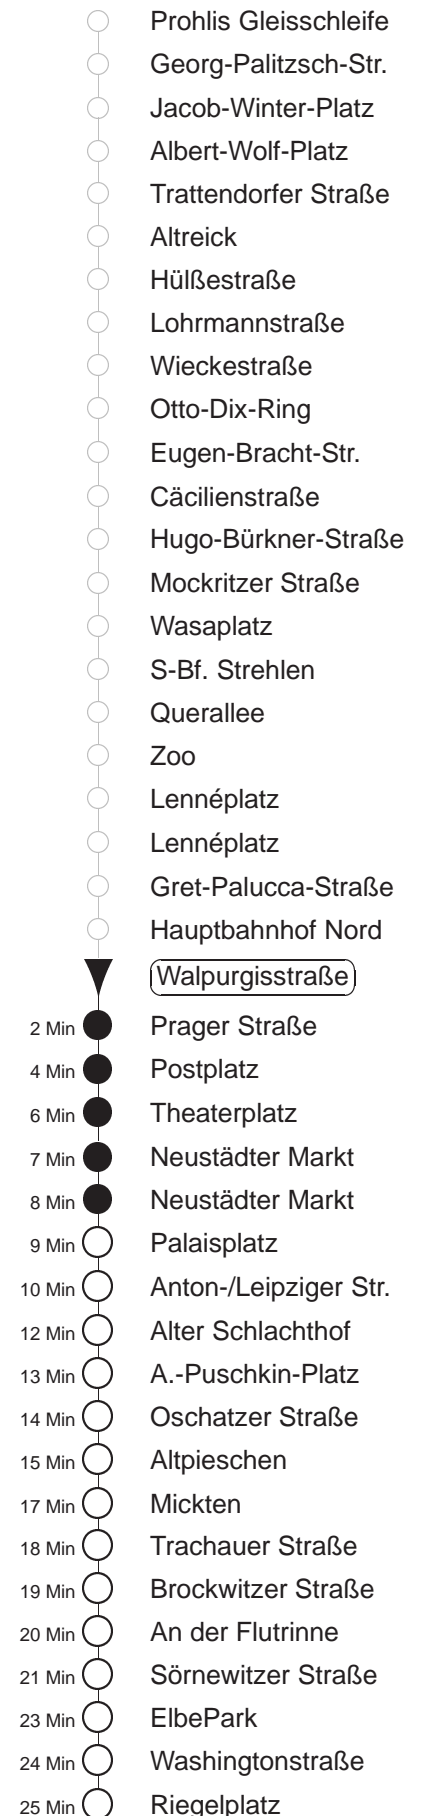 Prohlis Gleisschleife
Georg-Palitzsch-Str.
Jacob-Winter-Platz
Albert-Wolf-Platz
Trattendorfer Straße
Altreick
Hülßestraße
Lohrmannstraße
Wieckestraße
Otto-Dix-Ring
Eugen-Bracht-Str.
Cäcilienstraße
Hugo-Bürkner-Straße
Mockritzer Straße
Wasaplatz
S-Bf. Strehlen
Querallee
Zoo
Lennéplatz
Lennéplatz
Gret-Palucca-Straße
Hauptbahnhof Nord
Walpurgisstraße
2 Min Prager Straße
4 Min Postplatz
6 Min Theaterplatz
7 Min Neustädter Markt
8 Min Neustädter Markt
9 Min Palaisplatz
10 Min Anton-/Leipziger Str.
12 Min Alter Schlachthof
13 Min A.-Puschkin-Platz
14 Min Oschatzer Straße
15 Min Altpieschen
17 Min Mickten
18 Min Trachauer Straße
19 Min Brockwitzer Straße
20 Min An der Flutrinne
21 Min Sörnewitzer Straße
23 Min ElbePark
24 Min Washingtonstraße
25 Min Riegelplatz